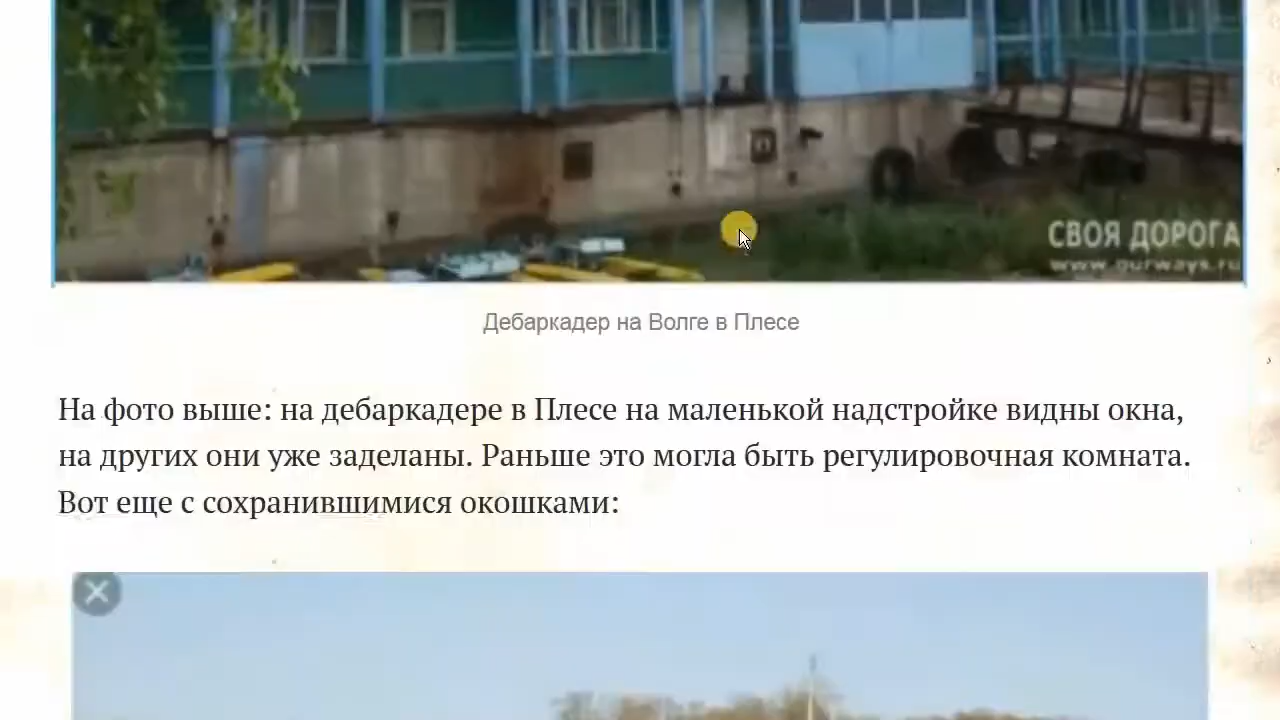 СВОЯ ДОРОГА
www.ourways.ru
Дебаркадер на Волге в Плесе
На фото выше: на дебаркадере в Плесе на маленькой надстройке видны окна,
на других они уже заделаны. Раньше это могла быть регулировочная комната.
Вот еще с сохранившимися окошками: